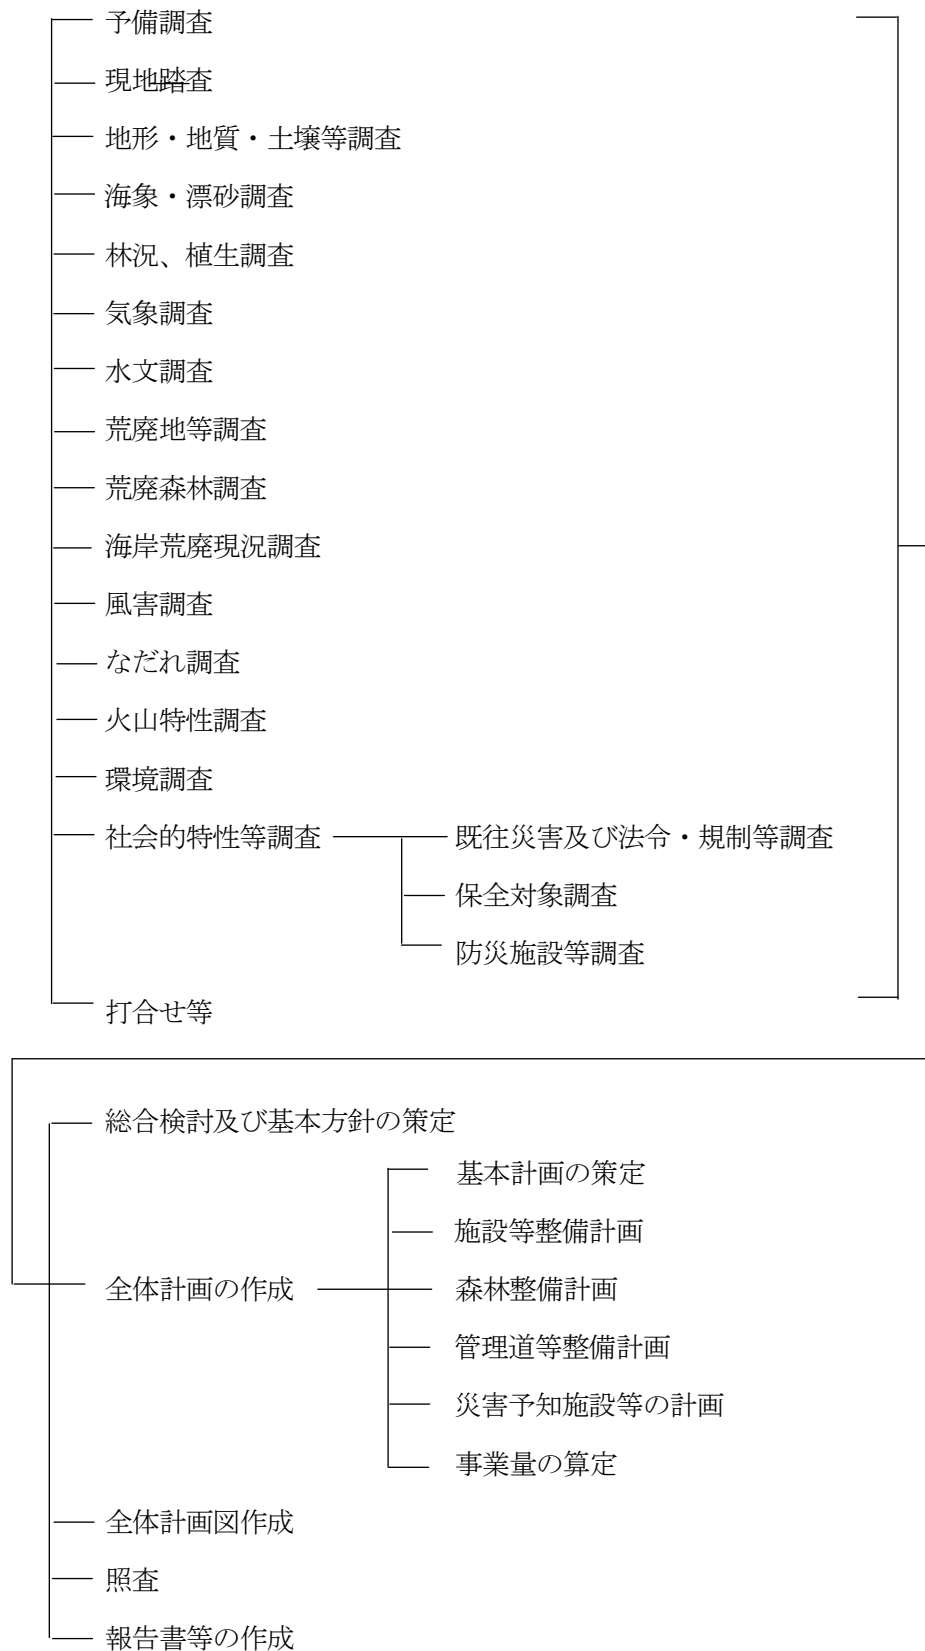 予備調査
現地踏査
地形・地質・土壌等調査
海象・漂砂調査
林況、植生調査
気象調査
水文調査
荒廃地等調査
荒廃森林調査
海岸荒廃現況調査
風害調査
なだれ調査
火山特性調査
環境調査
社会的特性等調査
既往災害及び法令・規制等調査
保全対象調査
防災施設等調査
打合せ等
総合検討及び基本方針の策定
全体計画の作成
基本計画の策定
施設等整備計画
森林整備計画
管理道等整備計画
災害予知施設等の計画
事業量の算定
全体計画図作成
照査
報告書等の作成